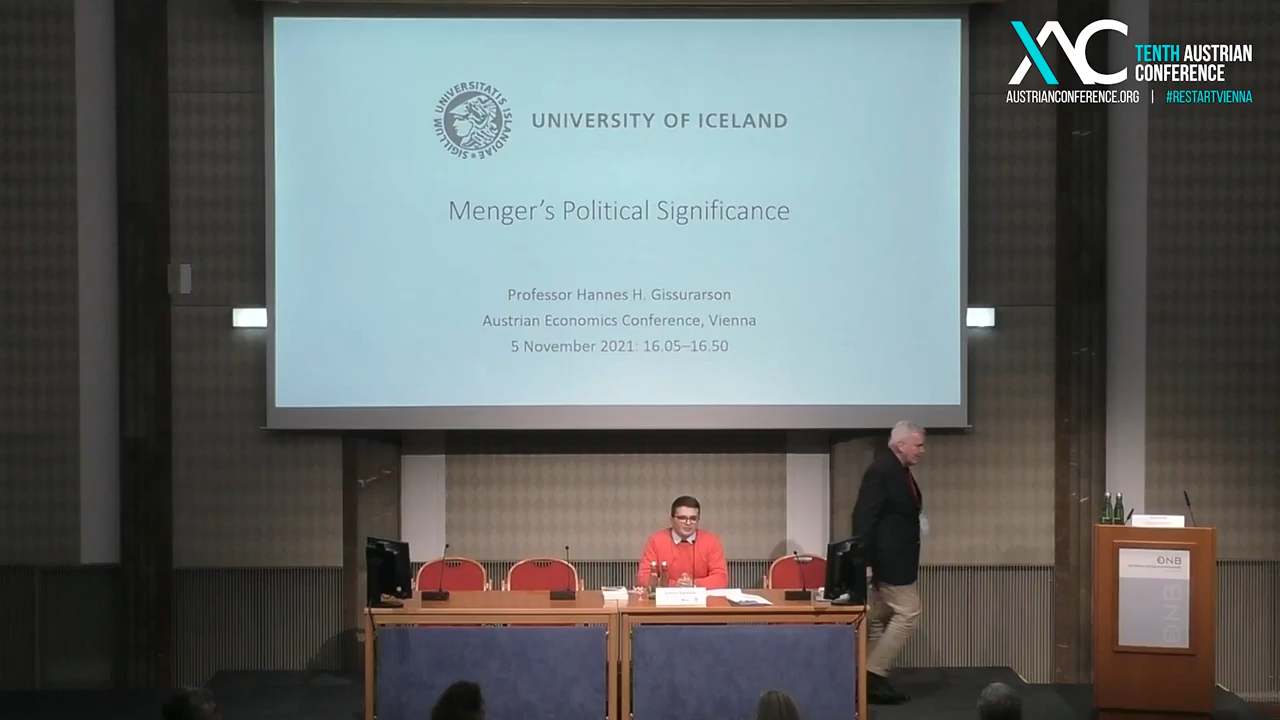 XAC
TENTH AUSTRIAN
CONFERENCE
AUSTRIANCONFERENCE.ORG | #RESTARTVIENNA
SIGILLUM UNIVERSITATIS ISLANDIAE
UNIVERSITY OF ICELAND
Menger's Political Significance
Professor Hannes H. Gissurarson
Austrian Economics Conference, Vienna
5 November 2021: 16.05–16.50
ONB
ONB